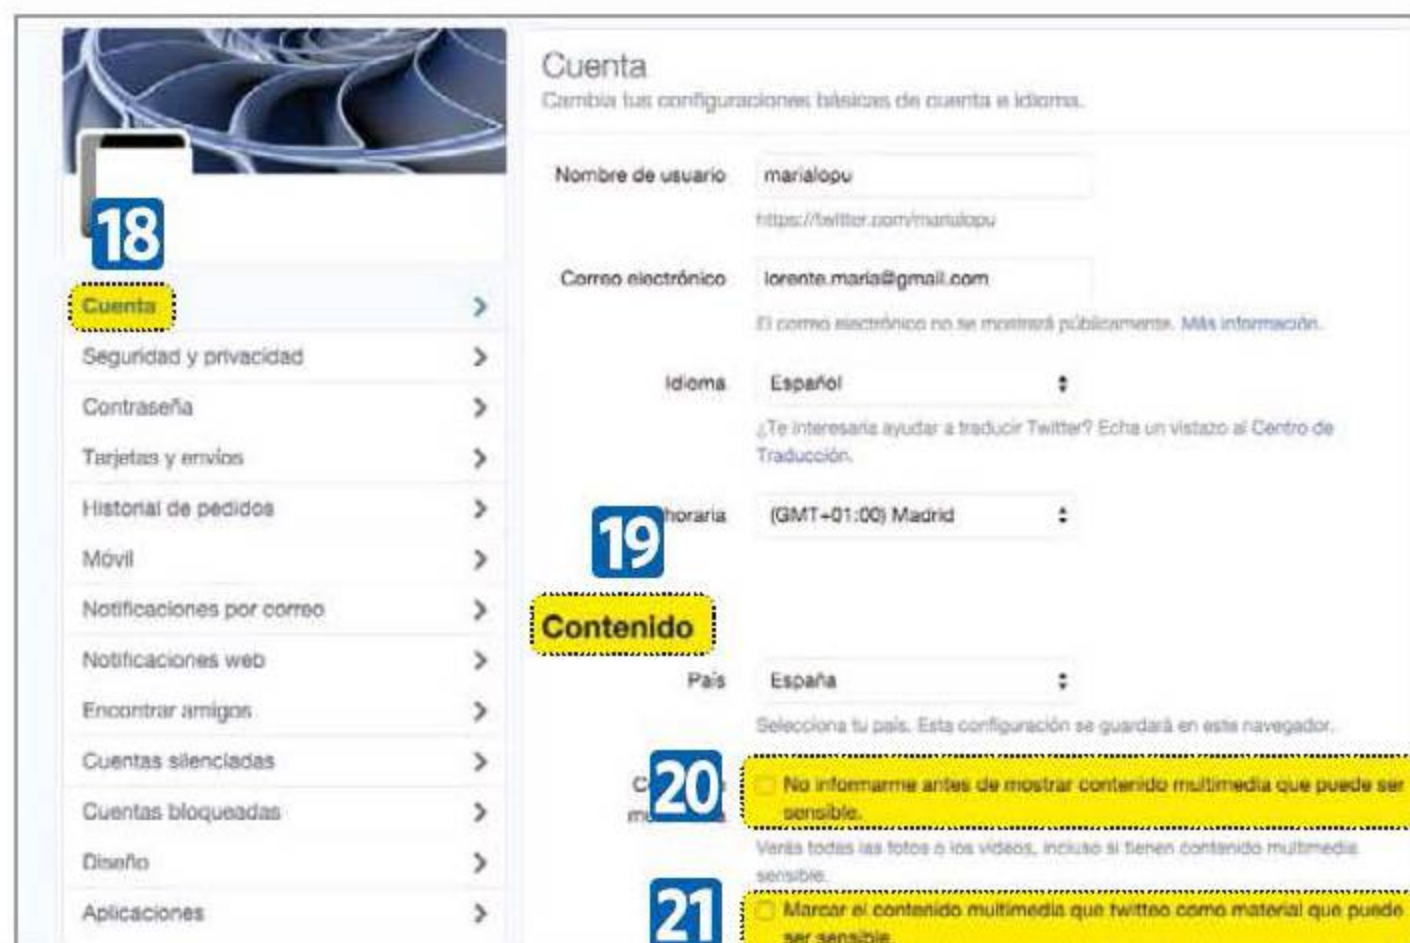 18
Cuenta
Seguridad y privacidad
Contraseña
Tarjetas y envíos
Historial de pedidos
Móvil
Notificaciones por correo
Notificaciones web
Encontrar amigos
Cuentas silenciadas
Cuentas bloqueadas
Diseño
Aplicaciones
Cuenta
Cambia tus configuraciones básicas de cuenta e idioma.
Nombre de usuario marialopu
https://twitter.com/marialopu
Correo electrónico lorente.maria@gmail.com
El correo electrónico no se mostrará públicamente. Más información.
Idioma Español
¿Te interesaría ayudar a traducir Twitter? Echa un vistazo al Centro de
Traducción.
19 horaria (GMT+01:00) Madrid
Contenido
País España
Selecciona tu país. Esta configuración se guardará en este navegador.
20 No informarme antes de mostrar contenido multimedia que puede ser
sensible.
Verás todas las fotos o los videos, incluso si tienen contenido multimedia
sensible.
21 Marcar el contenido multimedia que twitteo como material que puede
ser sensible